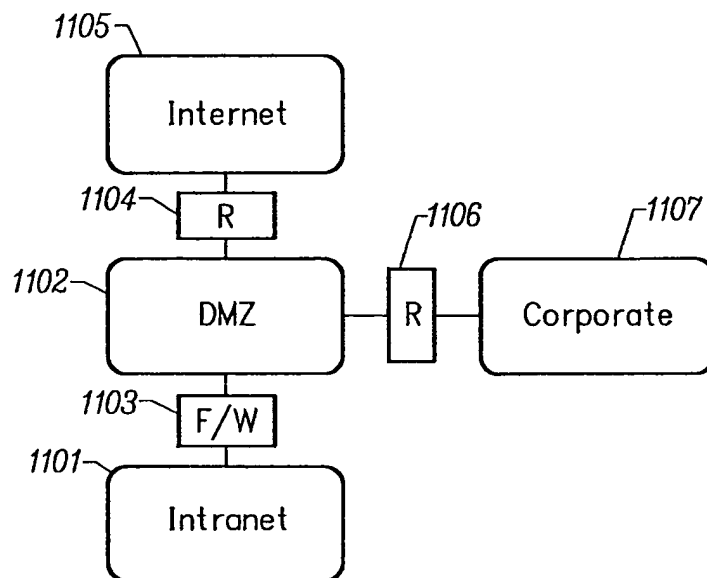 1105
Internet
1104
R
1106
1107
1102
DMZ
R
Corporate
1103
F/W
1101
Intranet